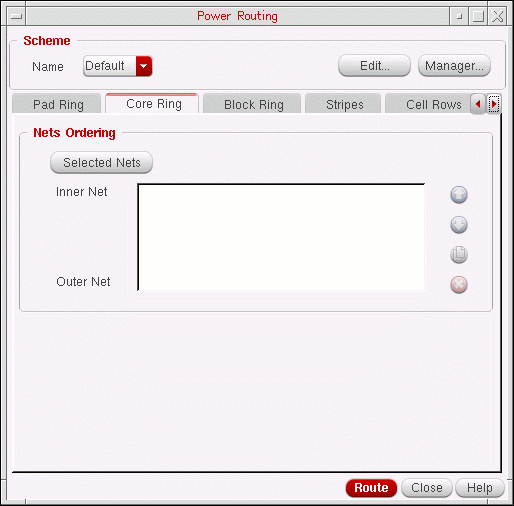 Power Routing
Scheme
Name Default Edit... Manager...
Pad Ring Core Ring Block Ring Stripes Cell Rows
Nets Ordering
Selected Nets
Inner Net
Outer Net
Route Close Help